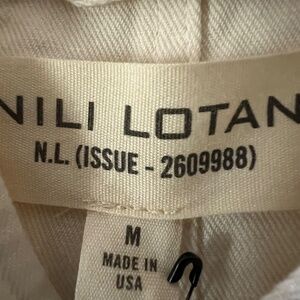 NILI LOTAN
N.L. (ISSUE - 2609988)
M
MADE IN
USA